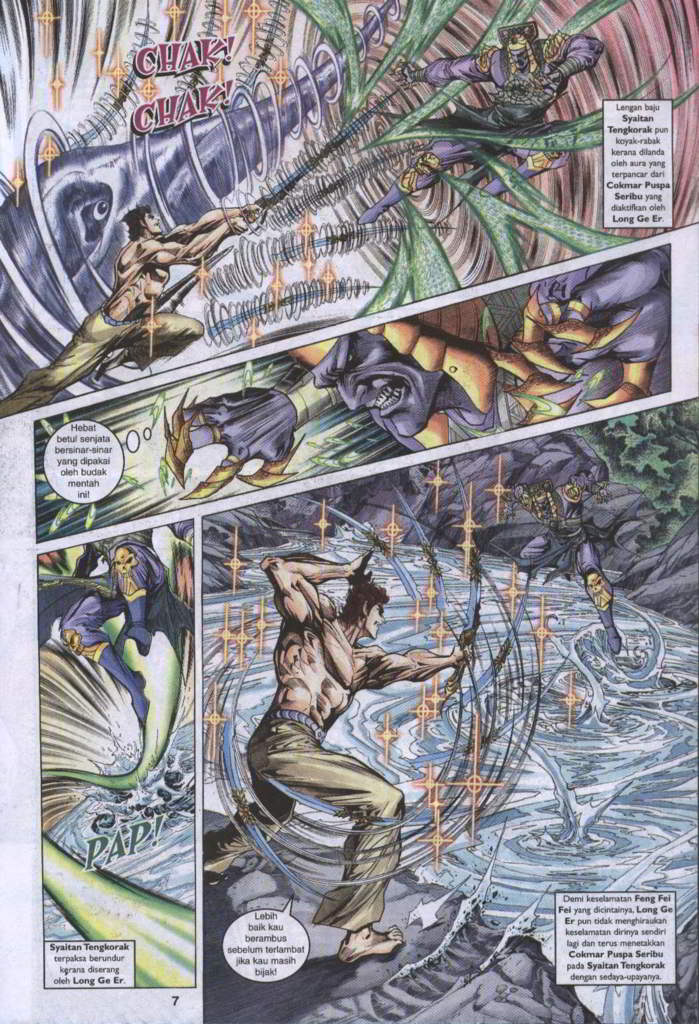 CHAK!
CHAK!
Lengan baju
Syaitan
Tengkorak pun
koyak-rabak
kerana dilanda
oleh aura yang
terpancar dari
Cokmar Puspa
Seribu yang
diaktifkan oleh
Long Ge Er.
Hebat
betul senjata
bersinar-sinar
yang dipakai
oleh budak
mentah
ini!
PAP!
Syaitan Tengkorak
terpaksa berundur
kerana diserang
oleh Long Ge Er.
Lebih
baik kau
berambus
sebelum terlambat
jika kau masih
bijak!
Demi keselamatan Feng Fei
Fei yang dicintainya, Long Ge
Er pun tidak menghiraukan
keselamatan dirinya sendiri
lagi dan terus menetakkan
Cokmar Puspa Seribu
pada Syaitan Tengkorak
dengan sedaya-upayanya.
7